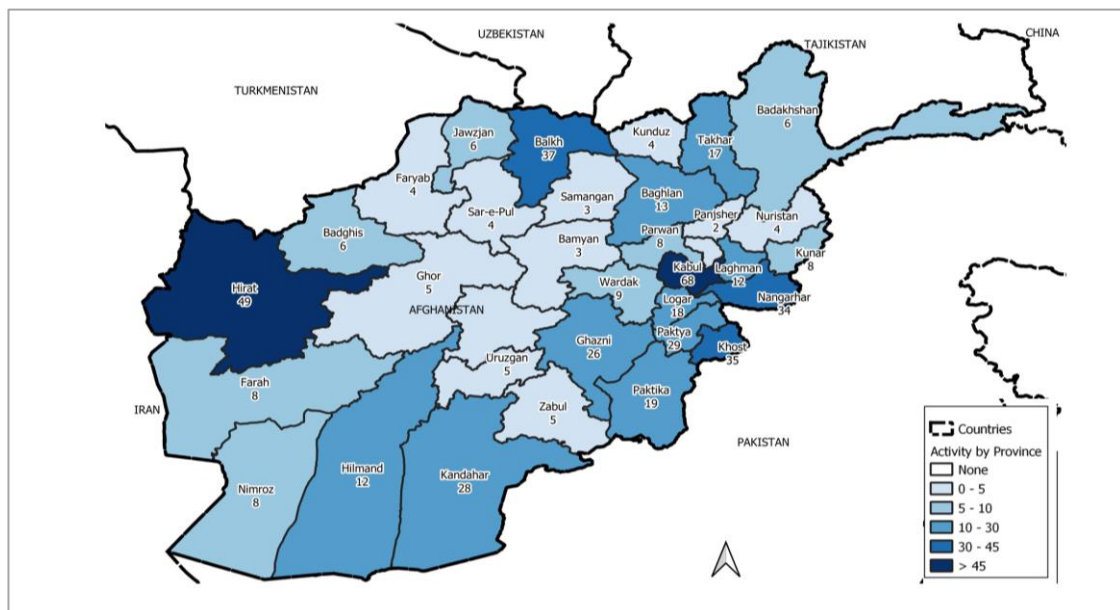 UZBEKISTAN
TAJIKISTAN
CHINA
TURKMENISTAN
Badakhshan
6
Jawzjan
6
Balkh
37
Kunduz
4
Takhar
17
Faryab
4
Samangan
3
Baghlan
13
Sar-e-Pul
4
Panjsher
2
Nuristan
4
Badghis
6
Parwan
8
Bamyan
3
Kunar
8
Kabul
68
Laghman
12
Ghor
5
Wardak
9
Hirat
49
Nangarhar
34
Logar
18
AFGHANISTAN
Paktya
29
Ghazni
26
Khost
35
Uruzgan
5
Farah
8
Paktika
19
IRAN
Zabul
5
PAKISTAN
Hilmand
12
Kandahar
28
Nimroz
8
Countries
Activity by Province
None
0 - 5
5 - 10
10 - 30
30 - 45
> 45